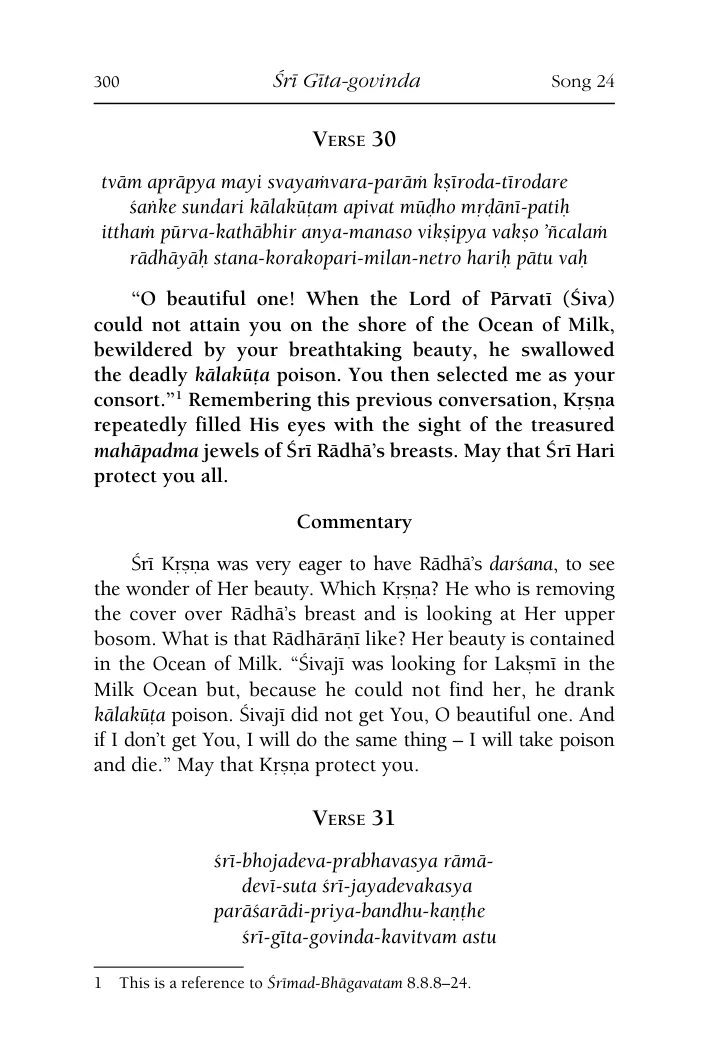 300 Śrī Gīta-govinda Song 24
Verse 30
tvām aprāpya mayi svayaṁvara-parāṁ kṣīroda-tīrodare
śaṅke sundari kālakūṭam apivat mūḍho mṛḍānī-patiḥ
itthaṁ pūrva-kathābhir anya-manaso vikṣipya vakṣo ’ñcalaṁ
rādhāyāḥ stana-korakopari-milan-netro hariḥ pātu vaḥ
“O beautiful one! When the Lord of Pārvatī (Śiva)
could not attain you on the shore of the Ocean of Milk,
bewildered by your breathtaking beauty, he swallowed
the deadly kālakūṭa poison. You then selected me as your
consort.”1 Remembering this previous conversation, Kṛṣṇa
repeatedly filled His eyes with the sight of the treasured
mahāpadma jewels of Śrī Rādhā’s breasts. May that Śrī Hari
protect you all.
Commentary
Śrī Kṛṣṇa was very eager to have Rādhā’s darśana, to see
the wonder of Her beauty. Which Kṛṣṇa? He who is removing
the cover over Rādhā’s breast and is looking at Her upper
bosom. What is that Rādhārāṇī like? Her beauty is contained
in the Ocean of Milk. “Śivajī was looking for Lakṣmī in the
Milk Ocean but, because he could not find her, he drank
kālakūṭa poison. Śivajī did not get You, O beautiful one. And
if I don’t get You, I will do the same thing – I will take poison
and die.” May that Kṛṣṇa protect you.
Verse 31
śrī-bhojadeva-prabhavasya rāmā-
devī-suta śrī-jayadevakasya
parāśarādi-priya-bandhu-kaṇṭhe
śrī-gīta-govinda-kavitvam astu
1 This is a reference to Śrīmad-Bhāgavatam 8.8.8–24.